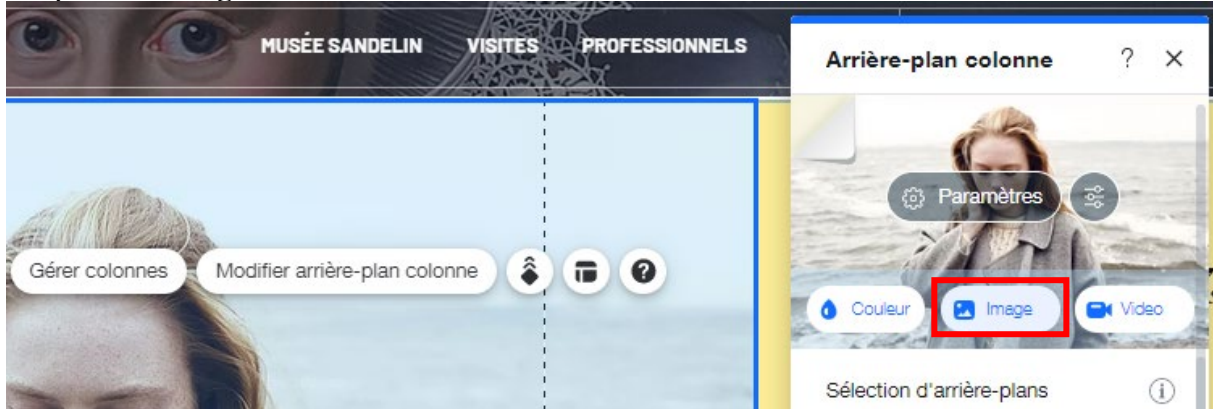 MUSÉE SANDELIN VISITES PROFESSIONNELS
Gérer colonnes Modifier arrière-plan colonne ?
Arrière-plan colonne ? ×
Paramètres
Couleur Image Video
Sélection d'arrière-plans i